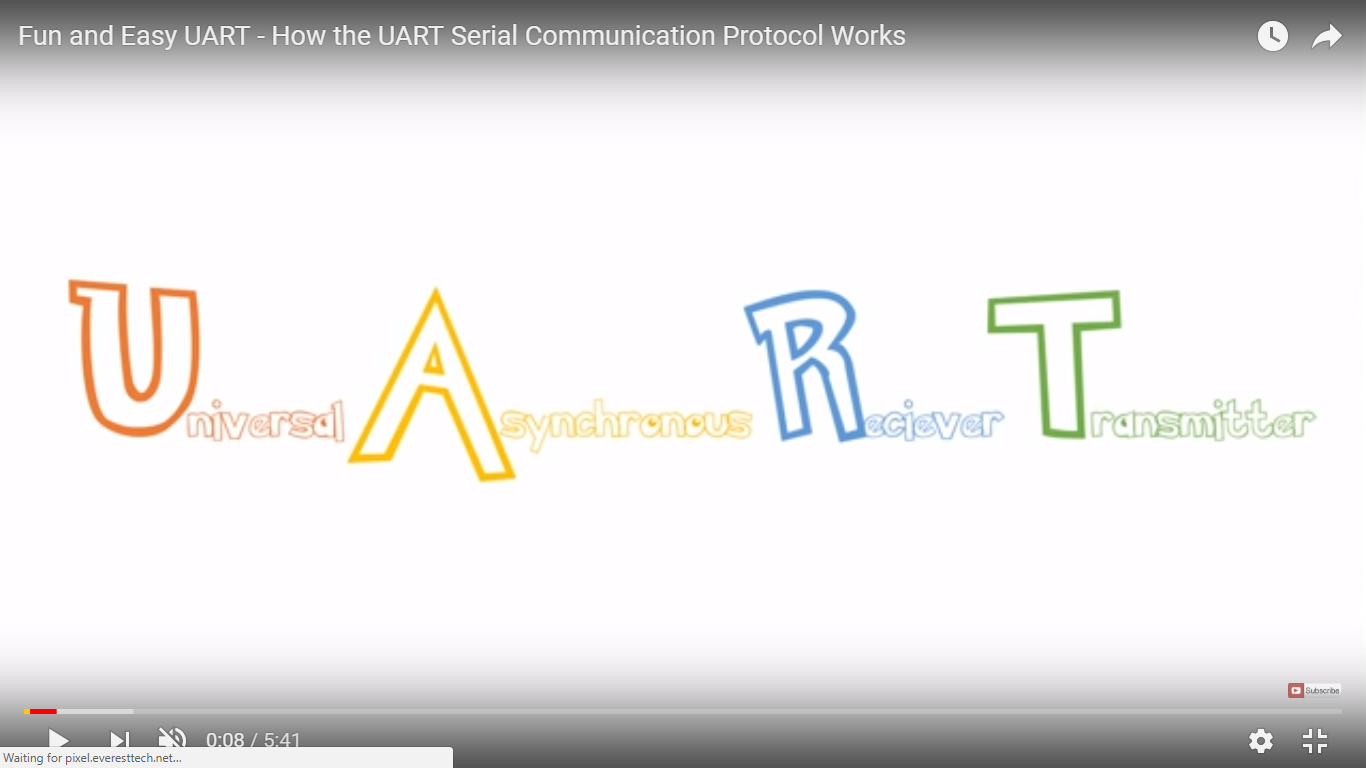 Fun and Easy UART - How the UART Serial Communication Protocol Works
Universal Asynchronous Reciever Transmitter
Subscribe
0:08 / 5:41
Waiting for pixel.everesttech.net...